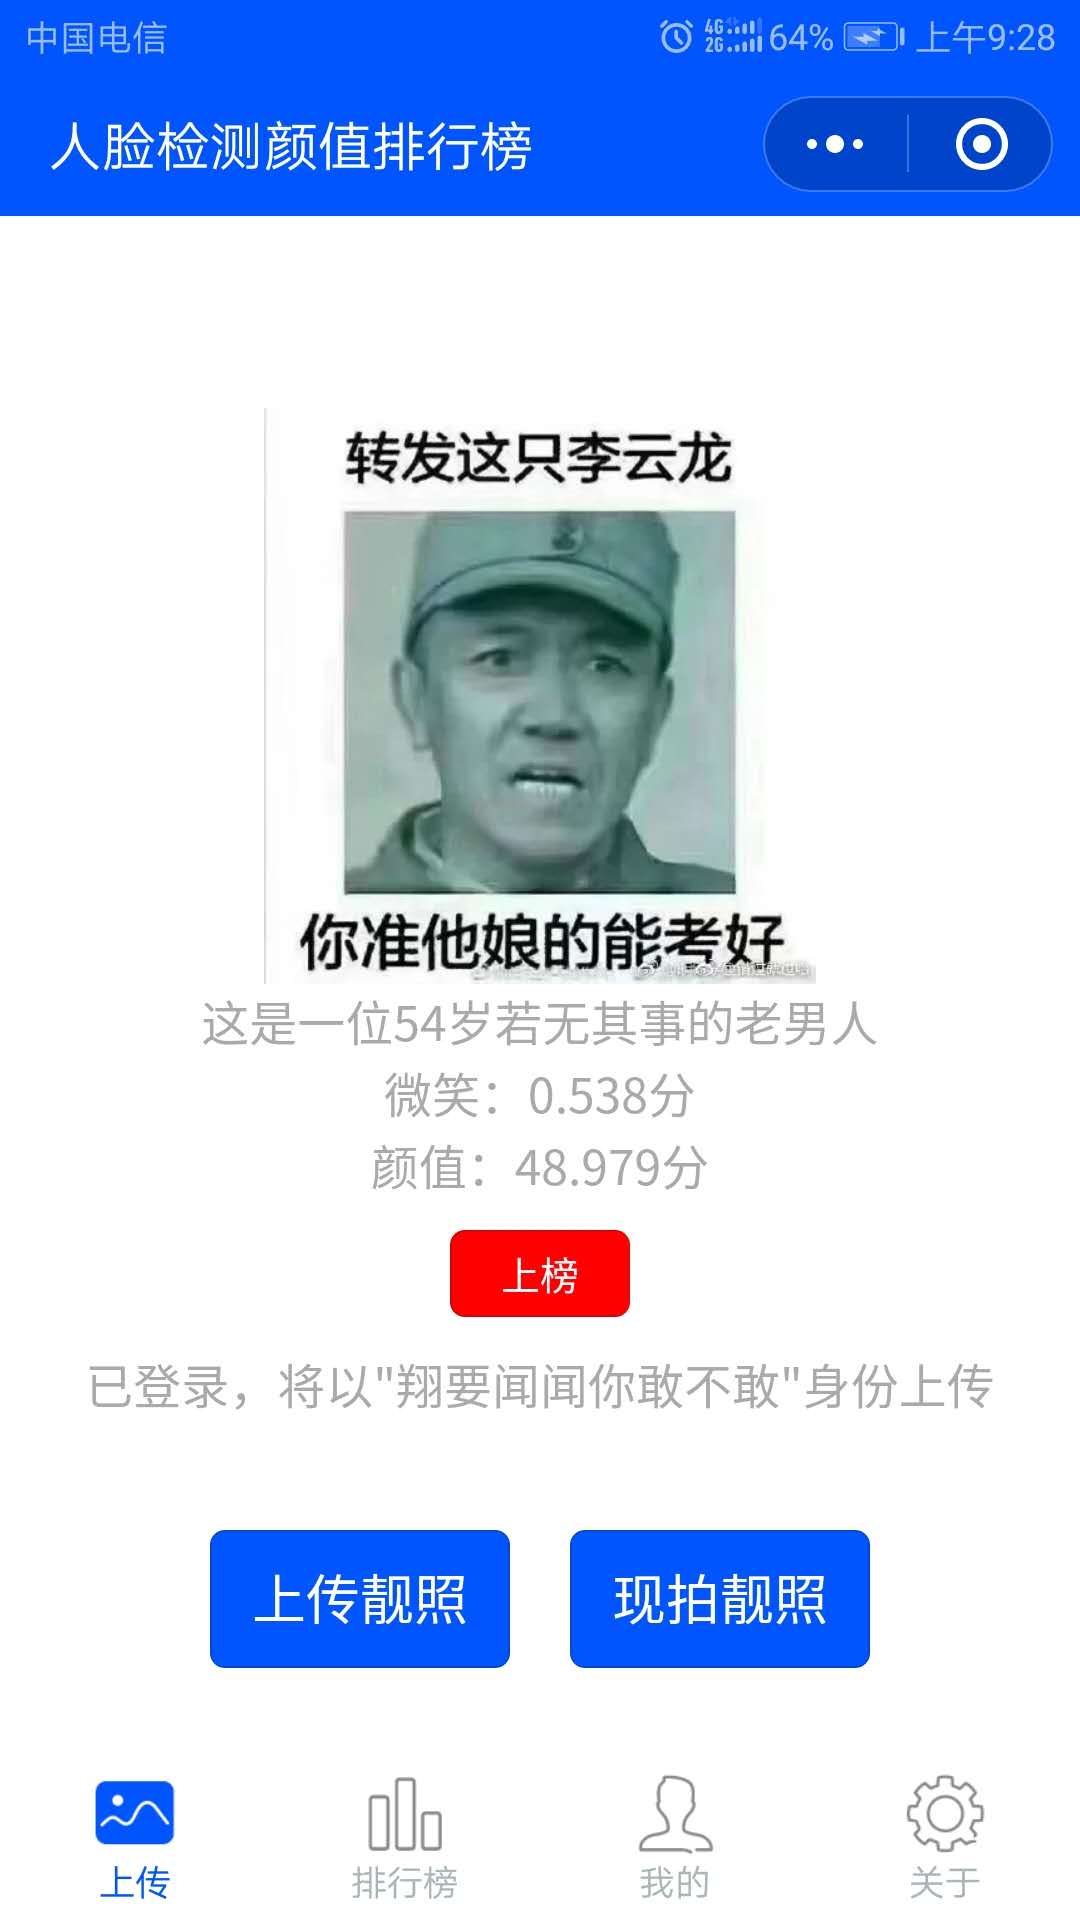 中国电信
4G
2G
64%
上午9:28
人脸检测颜值排行榜
转发这只李云龙
你准他娘的能考好
这是一位54岁若无其事的老男人
微笑：0.538分
颜值：48.979分
上榜
已登录，将以"翔要闻闻你敢不敢"身份上传
上传靓照
现拍靓照
上传
排行榜
我的
关于